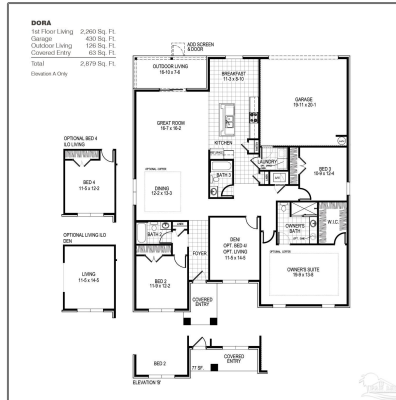 DORA
1st Floor Living 2,260 Sq. Ft.
Garage 430 Sq. Ft.
Outdoor Living 126 Sq. Ft.
Covered Entry 63 Sq. Ft.
Total 2,879 Sq. Ft.
Elevation A Only
ADD SCREEN
& DOOR
OUTDOOR LIVING
16-10 x 7-6
BREAKFAST
11-3 x 8-10
GREAT ROOM
16-7 x 16-2
GARAGE
19-11 x 20-1
KITCHEN
LAUNDRY
BATH 3
BED 3
10-9 x 12-4
OPTIONAL BED 4
ILO LIVING
BED 4
11-5 x 12-2
DINING
12-2 x 13-3
OPTIONAL LIVING ILO
DEN
LIVING
11-5 x 14-5
BATH 2
FOYER
DEN/
OPT. BED 4/
OPT. LIVING
11-5 x 14-5
OWNER'S
BATH
W.I.C.
BED 2
11-0 x 12-2
OWNER'S SUITE
COVERED
ENTRY
BED 2
77 SF.
COVERED
ENTRY
ELEVATION 'B'